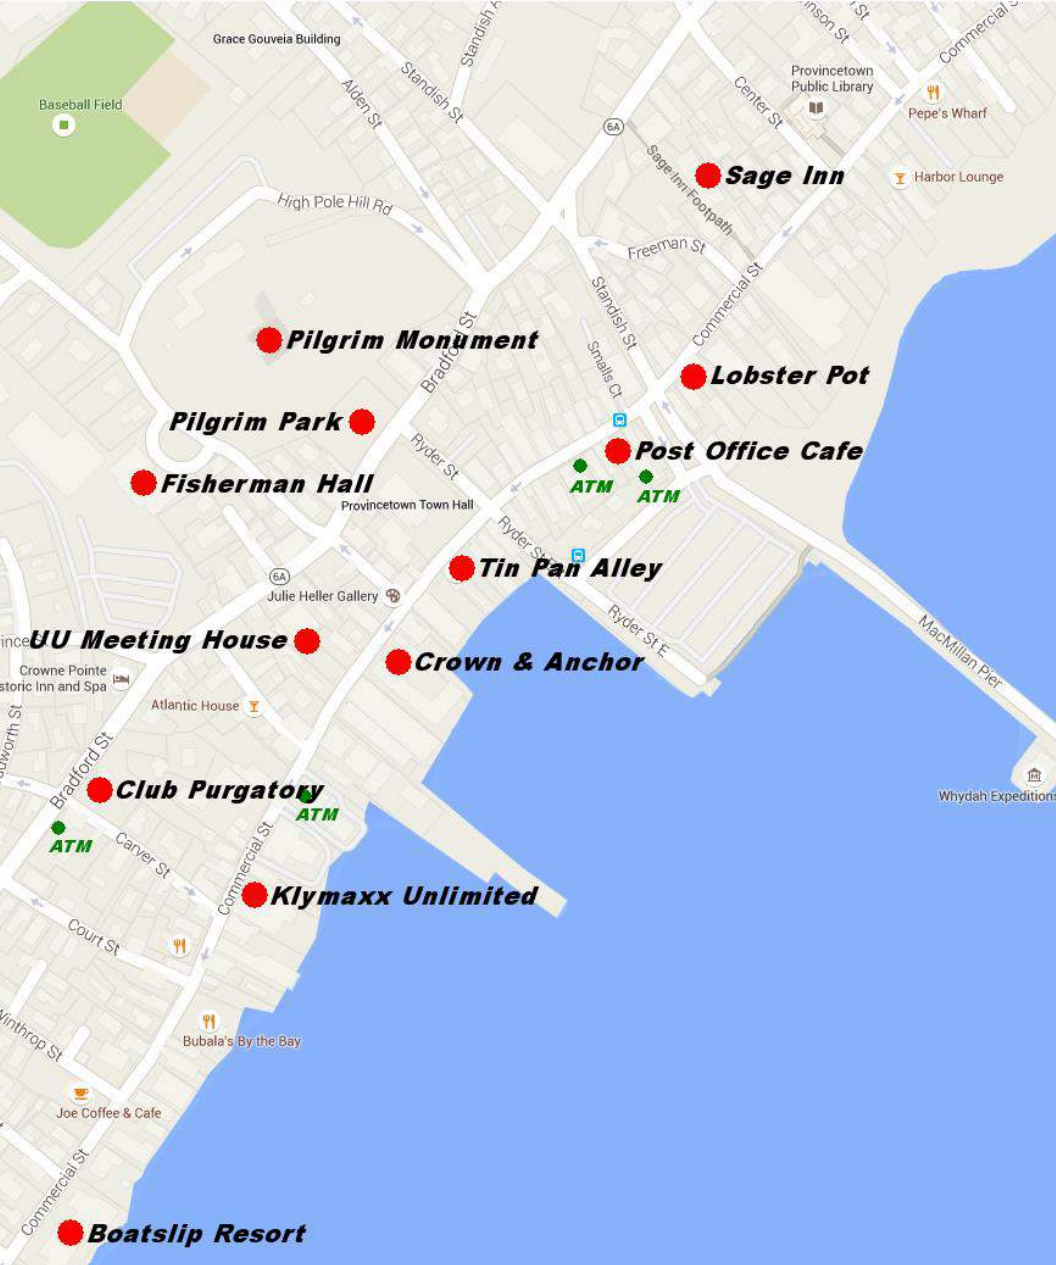 Grace Gouveia Building
Standish
Commercial St
Standish St
Alden St
Center St
Provincetown
Public Library
Baseball Field
6A
Pepe's Wharf
Sage Inn Footpath
Sage Inn
Harbor Lounge
High Pole Hill Rd
Freeman St
Commercial St
Standish St
Pilgrim Monument
Bradford St
Smalls Ct
Lobster Pot
Pilgrim Park
Ryder St
Post Office Cafe
Fisherman Hall
ATM
ATM
Provincetown Town Hall
Ryder St
Tin Pan Alley
6A
Julie Heller Gallery
Ryder St E
UU Meeting House
MacMillan Pier
Crown & Anchor
Crowne Pointe
storic Inn and Spa
Atlantic House
Bradford St
Whydah Expeditions
Club Purgatory
ATM
ATM
Carver St
Commercial St
Klymaxx Unlimited
Court St
Winthrop St
Bubala's By the Bay
Joe Coffee & Cafe
Commercial St
Boatslip Resort